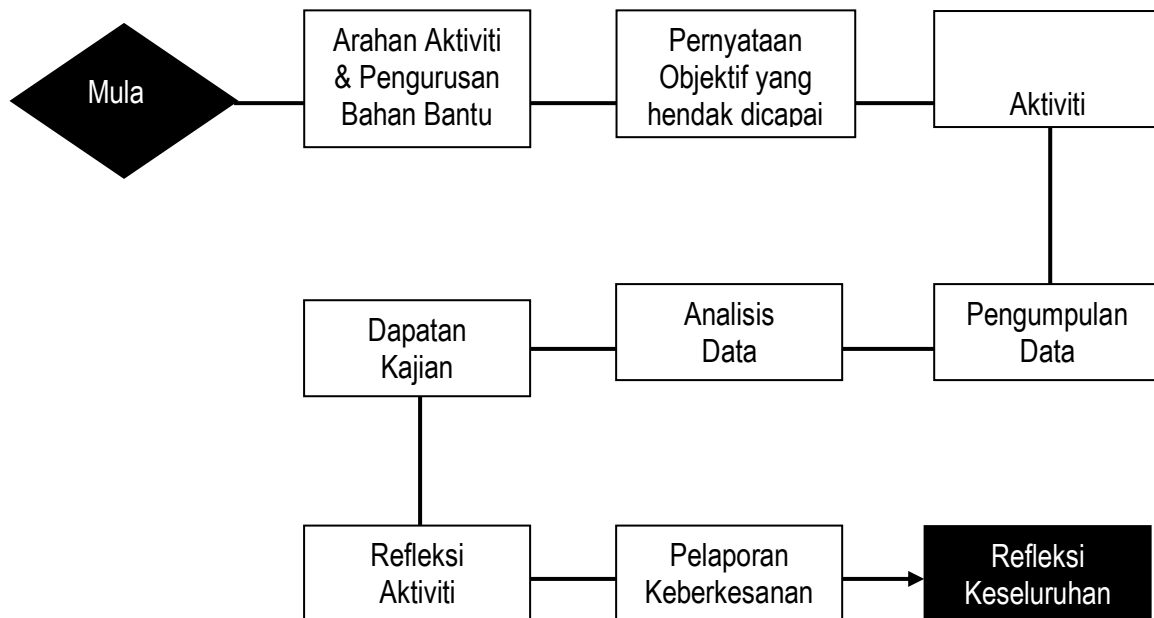 Mula
Arahan Aktiviti
& Pengurusan
Bahan Bantu
Pernyataan
Objektif yang
hendak dicapai
Aktiviti
Pengumpulan
Data
Analisis
Data
Dapatan
Kajian
Refleksi
Aktiviti
Pelaporan
Keberkesanan
Refleksi
Keseluruhan